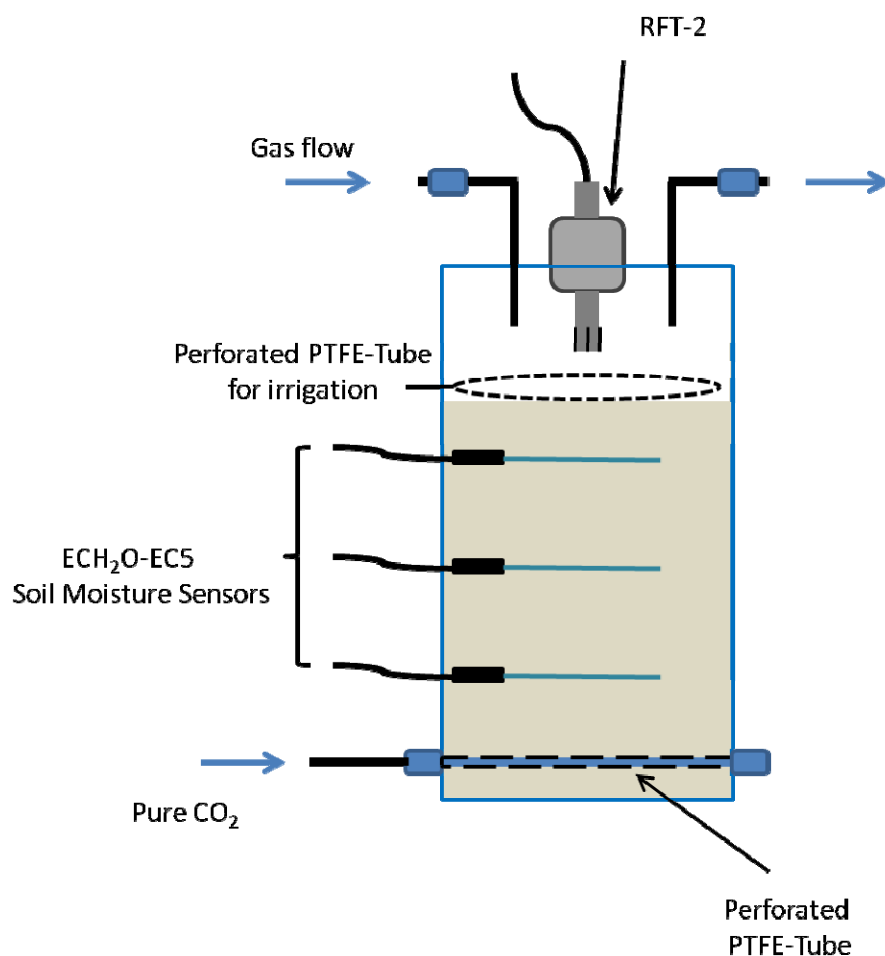 RFT-2
Gas flow
Perforated PTFE-Tube
for irrigation
ECH₂O-EC5
Soil Moisture Sensors
Pure CO₂
Perforated
PTFE-Tube